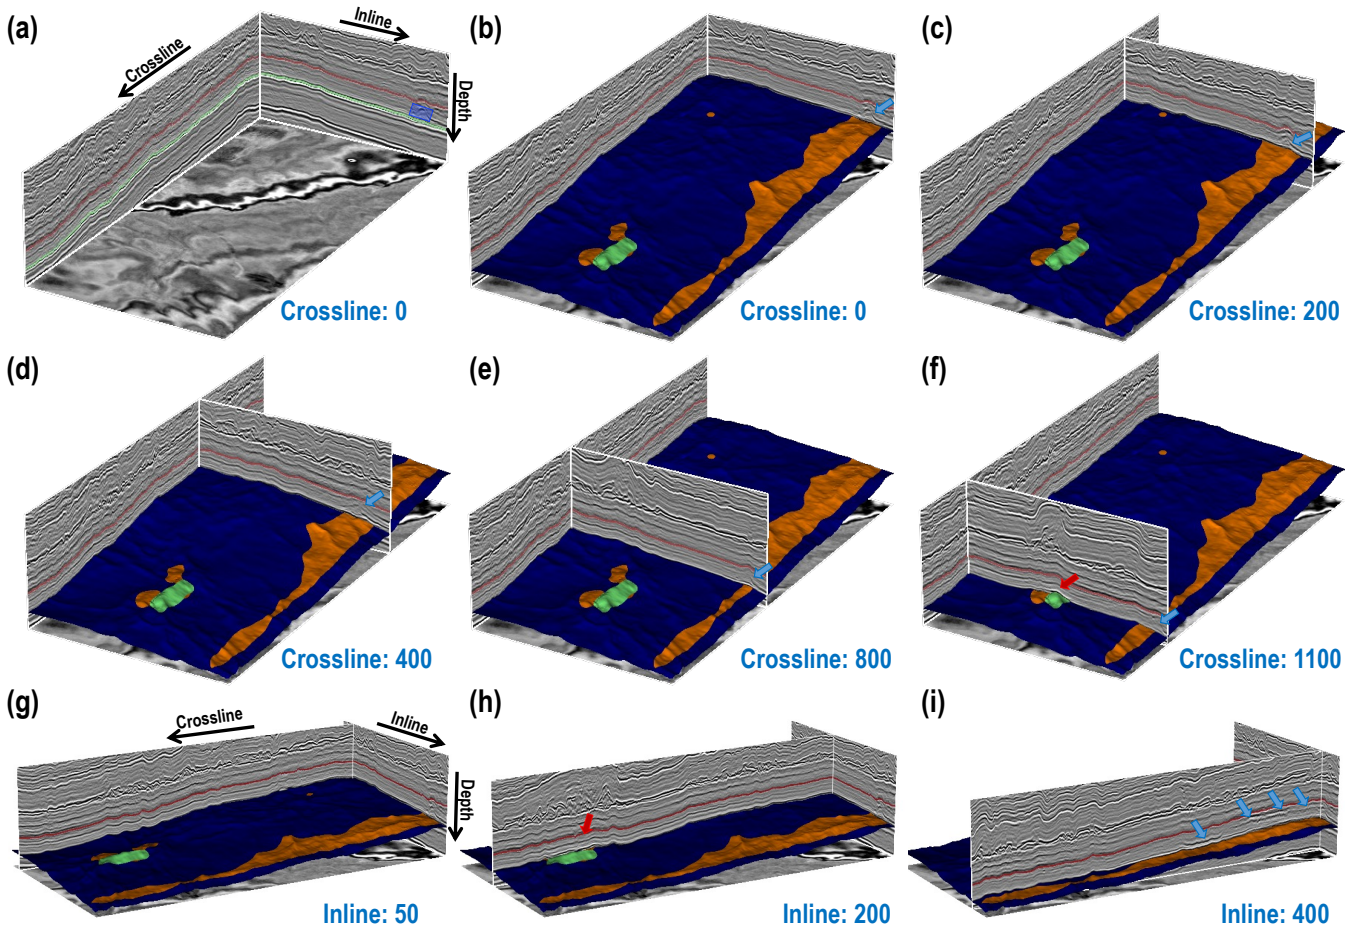 (a)
Inline
Crossline
Depth
Crossline: 0
(b)
Crossline: 0
(c)
Crossline: 200
(d)
Crossline: 400
(e)
Crossline: 800
(f)
Crossline: 1100
(g)
Crossline
Inline
Depth
Inline: 50
(h)
Inline: 200
(i)
Inline: 400